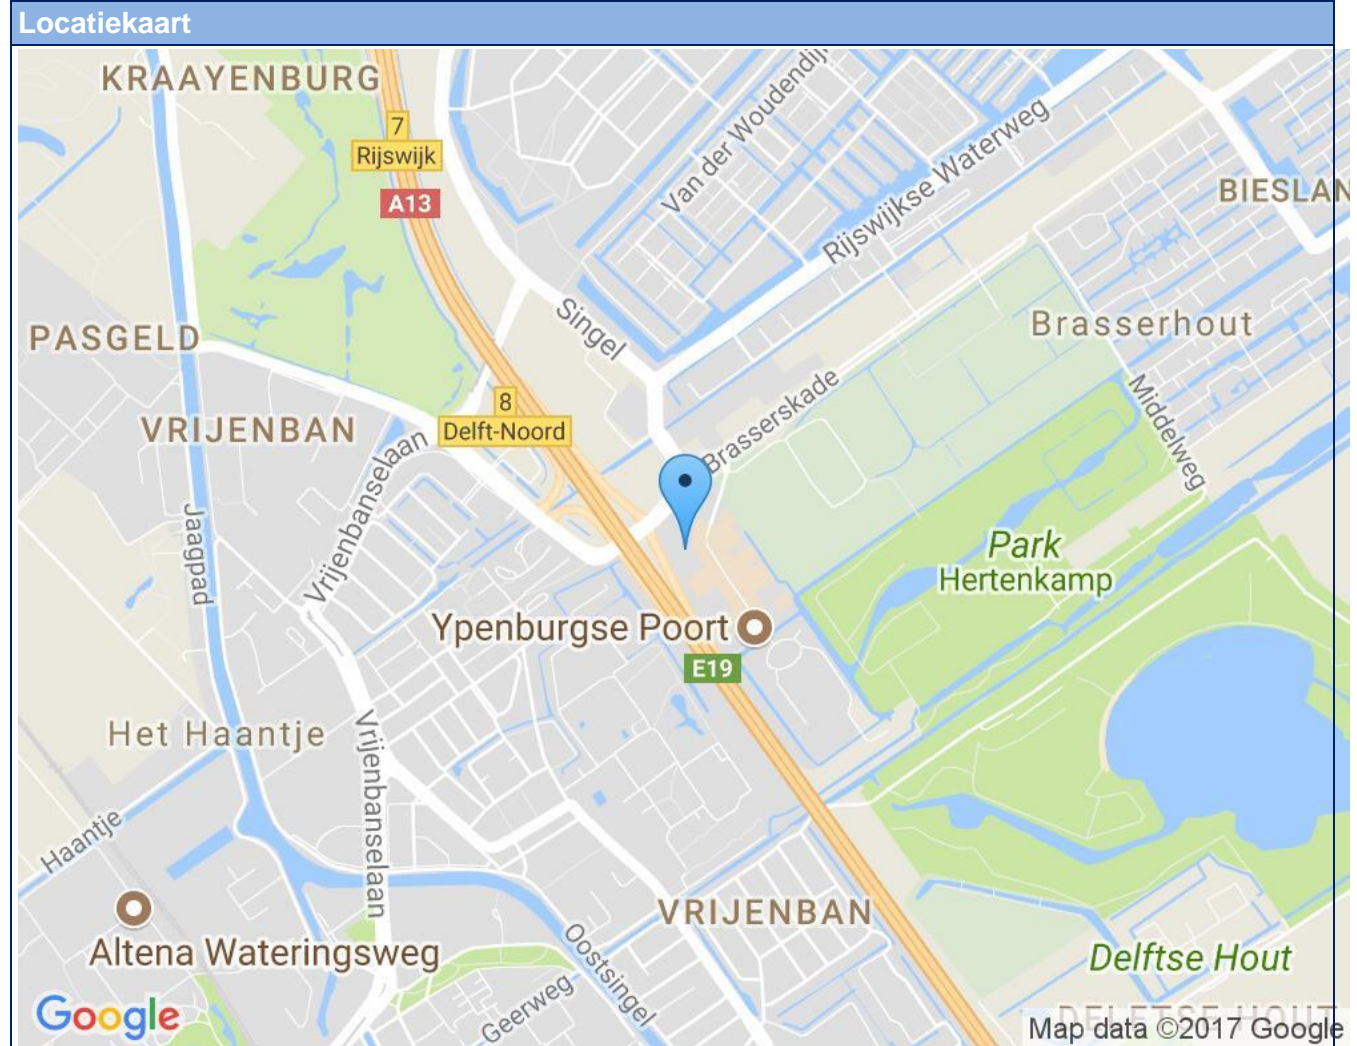 Locatiekaart
KRAAYENBURG
7
Rijswijk
A13
Van der Woudendij
Rijswijkse Waterweg
BIESLAN
PASGELD
Singel
Brasserhout
VRIJENBAN
8
Delft-Noord
Brasserskade
Middelweg
Vrijenbanselaan
Jaagpad
Park
Hertenkamp
Ypenburgse Poort
E19
Het Haantje
Vrijenbanselaan
Haantje
VRIJENBAN
Altena Wateringsweg
Oostsingel
Geerweg
Delftse Hout
DELFTSE HOUT
Google
Map data ©2017 Google